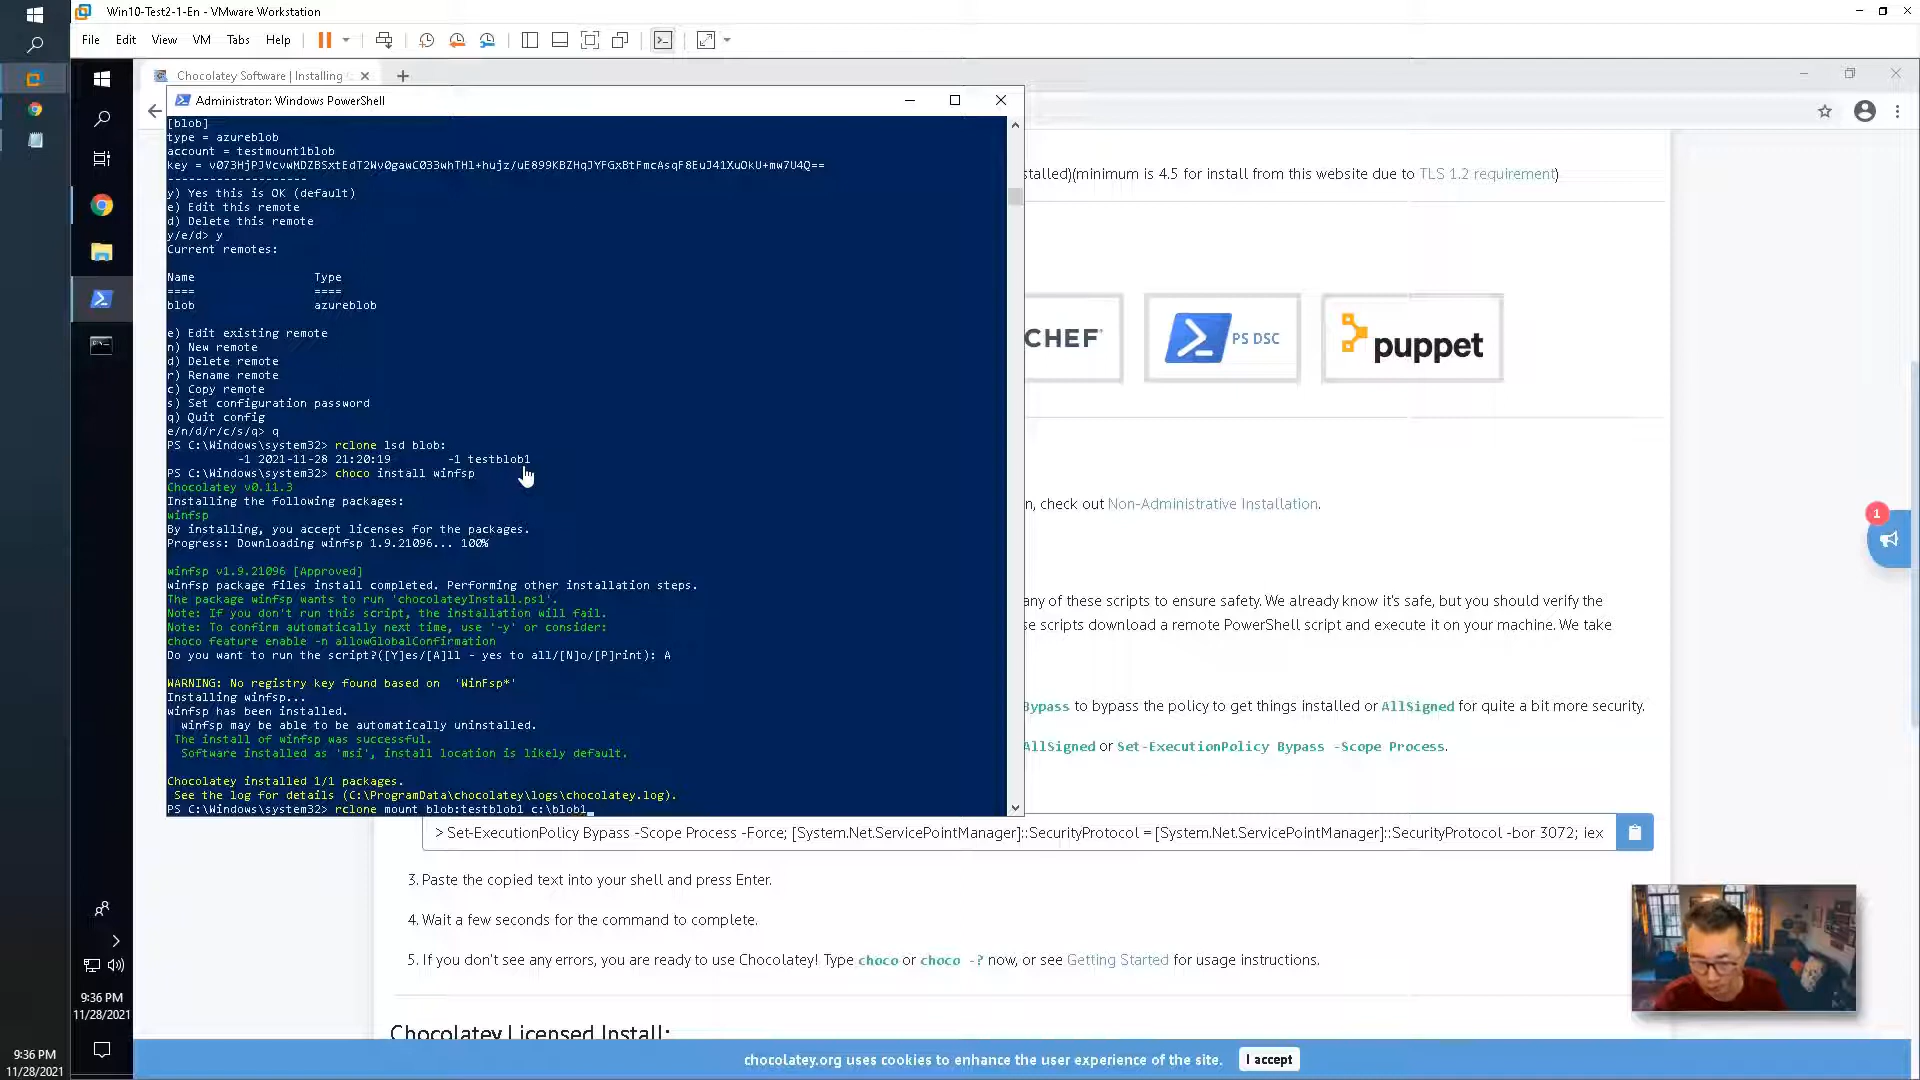 Win10-Test2-1-En - VMware Workstation
File Edit View VM Tabs Help
Chocolatey Software | Installing
Administrator: Windows PowerShell
[blob]
type = azureblob
account = testmount1blob
--------------------
y) Yes this is OK (default)
e) Edit this remote
d) Delete this remote
y/e/d> y
Current remotes:
Name Type
==== ====
blob azureblob
e) Edit existing remote
n) New remote
d) Delete remote
r) Rename remote
c) Copy remote
s) Set configuration password
q) Quit config
e/n/d/r/c/s/q> q
PS C:\Windows\system32> rclone lsd blob:
-1 2021-11-28 21:20:19 -1 testblob1
PS C:\Windows\system32> choco install winfsp
Chocolatey v0.11.3
Installing the following packages:
winfsp
By installing, you accept licenses for the packages.
Progress: Downloading winfsp 1.9.21096... 100%
winfsp v1.9.21096 [Approved]
winfsp package files install completed. Performing other installation steps.
The package winfsp wants to run 'chocolateyInstall.ps1'.
Note: If you don't run this script, the installation will fail.
Note: To confirm automatically next time, use '-y' or consider:
choco feature enable -n allowGlobalConfirmation
Do you want to run the script?([Y]es/[A]ll - yes to all/[N]o/[P]rint): A
WARNING: No registry key found based on 'WinFsp*'
Installing winfsp...
winfsp has been installed.
winfsp may be able to be automatically uninstalled.
The install of winfsp was successful.
Software installed as 'msi', install location is likely default.
Chocolatey installed 1/1 packages.
See the log for details (C:\ProgramData\chocolatey\logs\chocolatey.log).
PS C:\Windows\system32> rclone mount blob:testblob1 c:\blob1
stalled)(minimum is 4.5 for install from this website due to TLS 1.2 requirement)
CHEF
PS DSC
puppet
n, check out Non-Administrative Installation.
1
any of these scripts to ensure safety. We already know it's safe, but you should verify the
se scripts download a remote PowerShell script and execute it on your machine. We take
Bypass to bypass the policy to get things installed or AllSigned for quite a bit more security.
AllSigned or Set-ExecutionPolicy Bypass -Scope Process.
> Set-ExecutionPolicy Bypass -Scope Process -Force; [System.Net.ServicePointManager]::SecurityProtocol = [System.Net.ServicePointManager]::SecurityProtocol -bor 3072; iex
3. Paste the copied text into your shell and press Enter.
4. Wait a few seconds for the command to complete.
5. If you don't see any errors, you are ready to use Chocolatey! Type choco or choco -? now, or see Getting Started for usage instructions.
Chocolatey Licensed Install:
chocolatey.org uses cookies to enhance the user experience of the site.
I accept
9:36 PM
11/28/2021
9:36 PM
11/28/2021